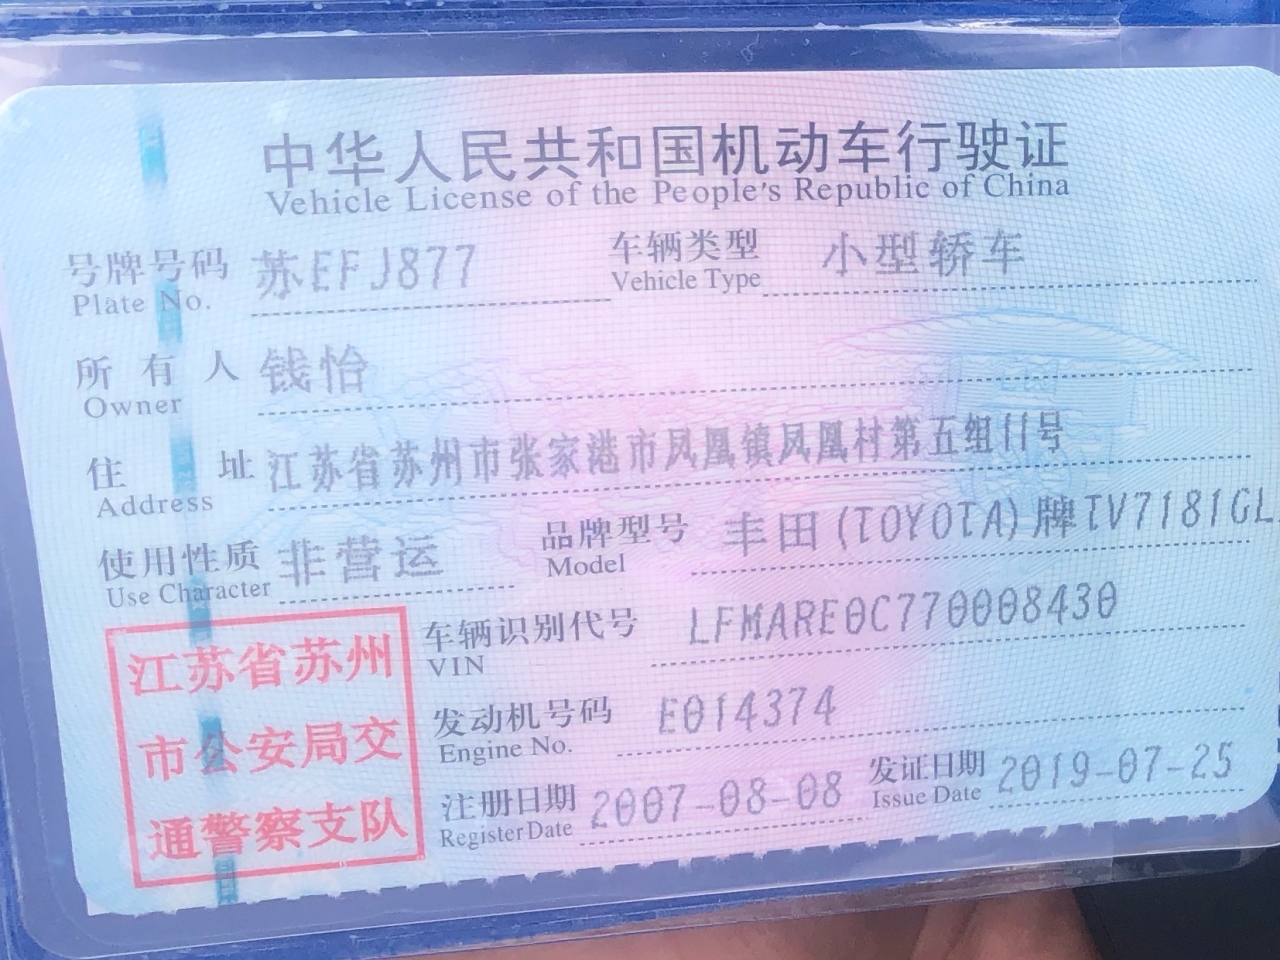 中华人民共和国机动车行驶证
Vehicle License of the People's Republic of China
号牌号码 苏EFJ877 车辆类型 小型轿车
Plate No. Vehicle Type
所有人 钱怡
Owner
住址 江苏省苏州市张家港市凤凰镇凤凰村第五组11号
Address
使用性质 非营运 品牌型号 丰田(TOYOTA)牌TV7181GL
Use Character Model
车辆识别代号 LFMARE0C770008430
VIN
发动机号码 E014374
Engine No.
注册日期 2007-08-08 发证日期 2019-07-25
Register Date Issue Date
江苏省苏州
市公安局交
通警察支队